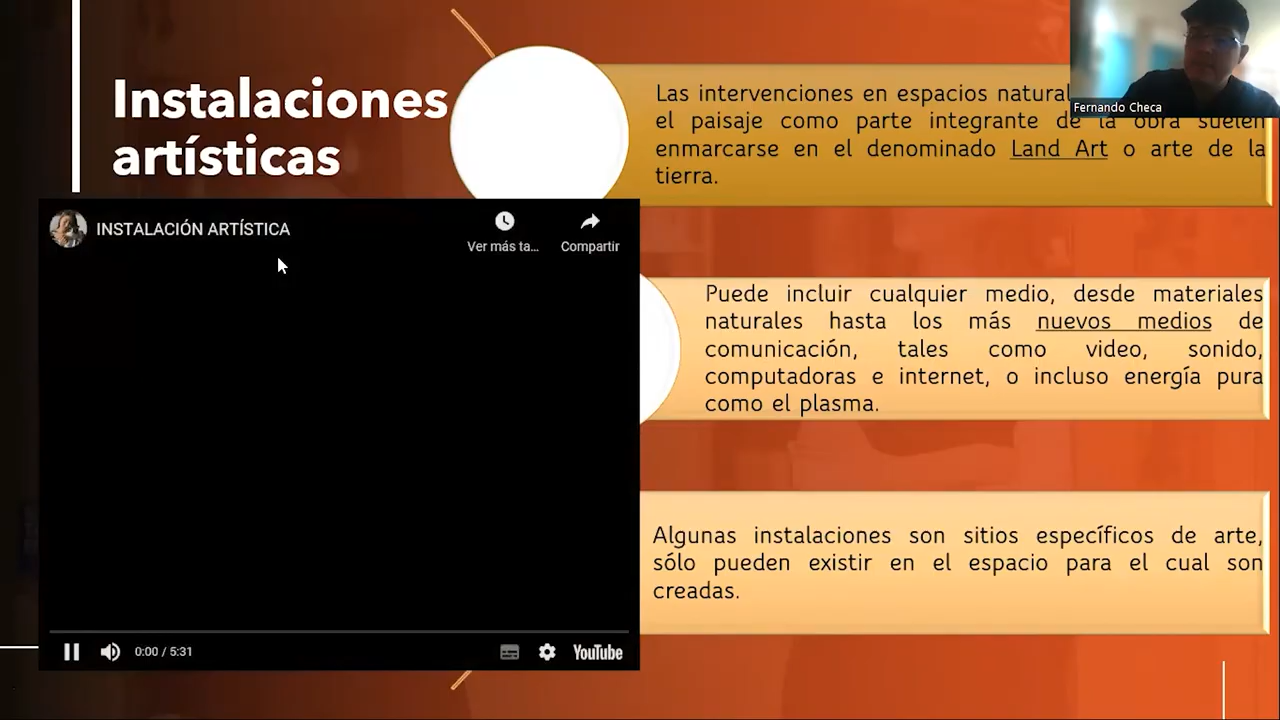 Instalaciones
artísticas
Las intervenciones en espacios
el paisaje como parte integrante de la obra suelen
enmarcarse en el denominado Land Art o arte de la
tierra.
Fernando Checa
INSTALACIÓN ARTÍSTICA
Ver más ta...
Compartir
Puede incluir cualquier medio, desde materiales
naturales hasta los más nuevos medios de
comunicación, tales como video, sonido,
computadoras e internet, o incluso energía pura
como el plasma.
Algunas instalaciones son sitios específicos de arte,
sólo pueden existir en el espacio para el cual son
creadas.
0:00 / 5:31
YouTube